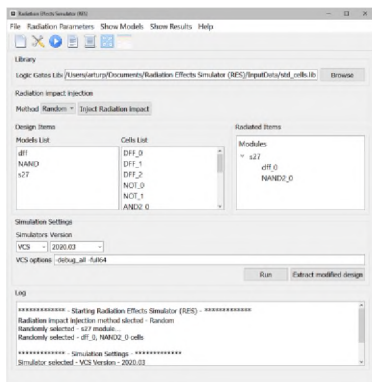 Radiation Effects Simulator (RES)
File Radiation Parameters Show Models Show Results Help
Library
Logic Gates Lib /Users/arturp/Documents/Radiation Effects Simulator (RES)/InputData/std_cells.lib Browse
Radiation impact injection
Method Random Inject Radiation impact
Design Items Radiated Items
Models List Cells List
dff DFF_0
NAND DFF_1
s27 DFF_2
NOT_0
NOT_1
AND2_0
Modules
s27
dff_0
NAND2_0
Simulation Settings
Simulators Version
VCS 2020.03
VCS options -debug_all -full64
Run Extract modified design
Log
************* - Starting Radiation Effects Simulator (RES) - *************
Radiation impact injection method slected - Random
Randomly selected - s27 module...
Randomly selected - dff_0, NAND2_0 cells
************* - Simulation Settings - *************
Simulator selected - VCS Version - 2020.03